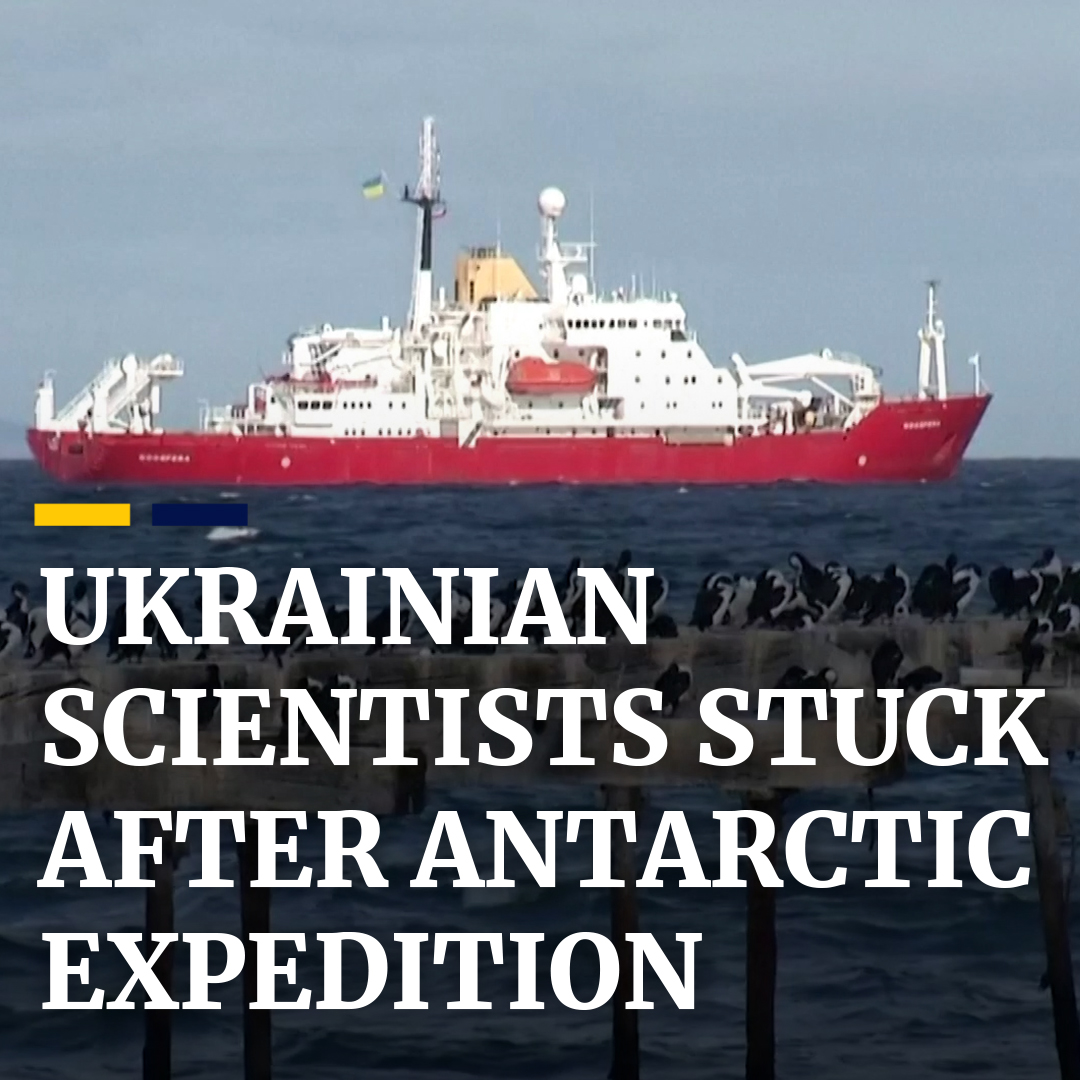 UKRAINIAN
SCIENTISTS STUCK
AFTER ANTARCTIC
EXPEDITION